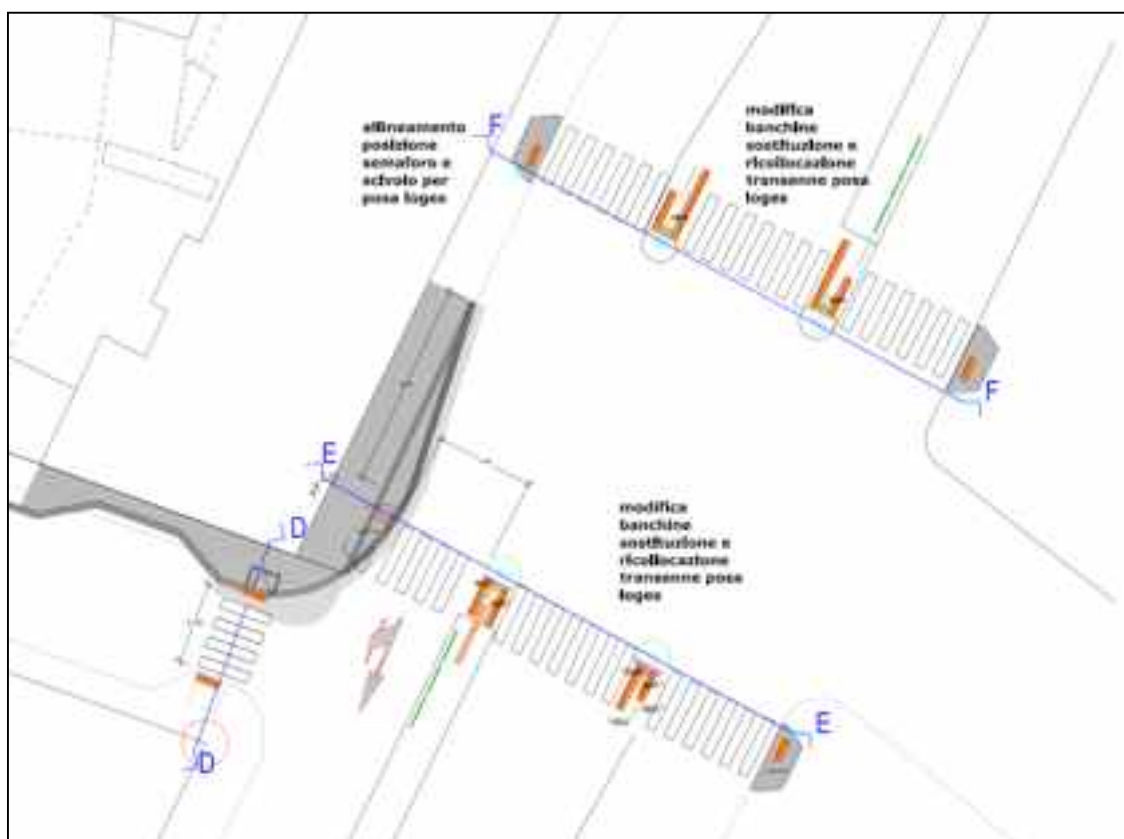 allineamento
posizione
semaforo e
scivolo per
posa loges
modifica
banchine
sostituzione e
ricollocazione
transenne posa
loges
F
F
E
D
modifica
banchine
sostituzione e
ricollocazione
transenne posa
loges
E
D